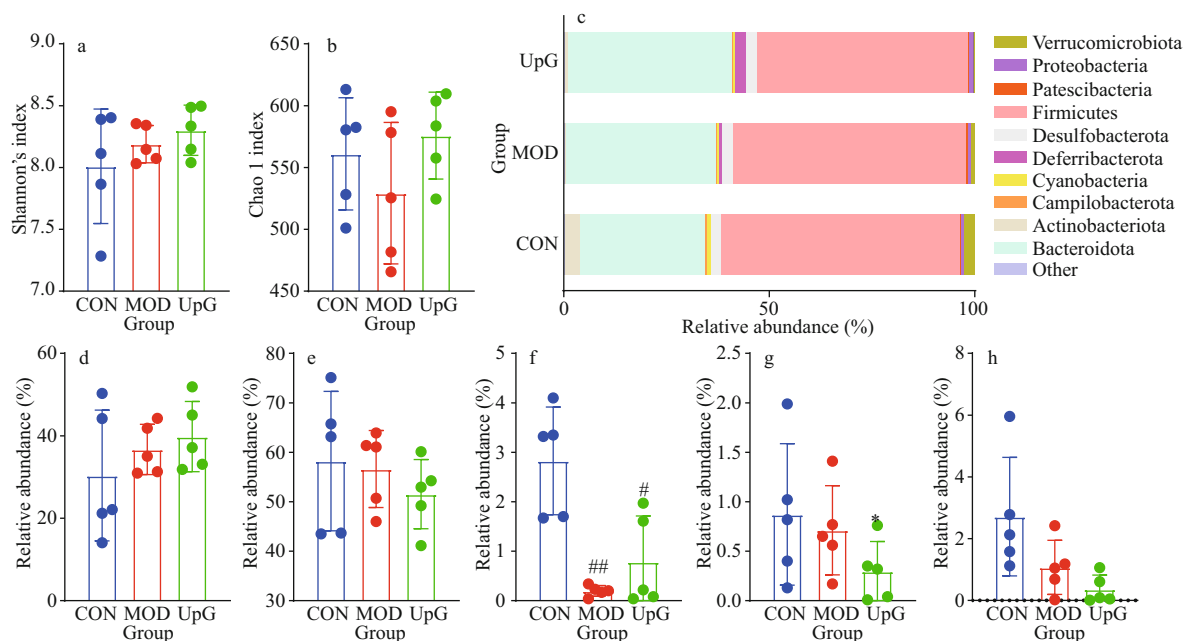 a
Shannon's index
9.0
8.5
8.0
7.5
7.0
CON MOD UpG
Group
b
Chao 1 index
650
600
550
500
450
CON MOD UpG
Group
c
Group
UpG
MOD
CON
0
50
100
Relative abundance (%)
Verrucomicrobiota
Proteobacteria
Patescibacteria
Firmicutes
Desulfobacterota
Deferribacterota
Cyanobacteria
Campilobacterota
Actinobacteriota
Bacteroidota
Other
d
Relative abundance (%)
60
40
20
0
CON MOD UpG
Group
e
Relative abundance (%)
80
70
60
50
40
30
CON MOD UpG
Group
f
Relative abundance (%)
5
4
3
2
1
0
##
#
CON MOD UpG
Group
g
Relative abundance (%)
2.5
2.0
1.5
1.0
0.5
0
*
CON MOD UpG
Group
h
Relative abundance (%)
8
6
4
2
0
CON MOD UpG
Group